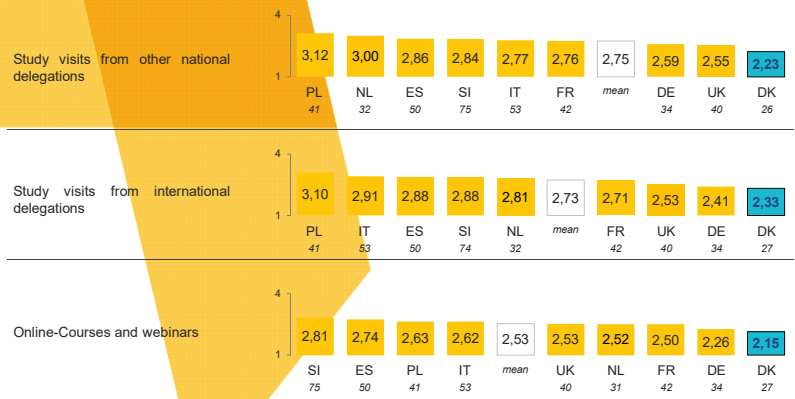 4
Study visits from other national
delegations
3,12 3,00 2,86 2,84 2,77 2,76 2,75 2,59 2,55 2,23
1
PL NL ES SI IT FR mean DE UK DK
41 32 50 75 53 42 34 40 26
4
Study visits from international
delegations
3,10 2,91 2,88 2,88 2,81 2,73 2,71 2,53 2,41 2,33
1
PL IT ES SI NL mean FR UK DE DK
41 53 50 74 32 42 40 34 27
4
Online-Courses and webinars
2,81 2,74 2,63 2,62 2,53 2,53 2,52 2,50 2,26 2,15
1
SI ES PL IT mean UK NL FR DE DK
75 50 41 53 40 31 42 34 27